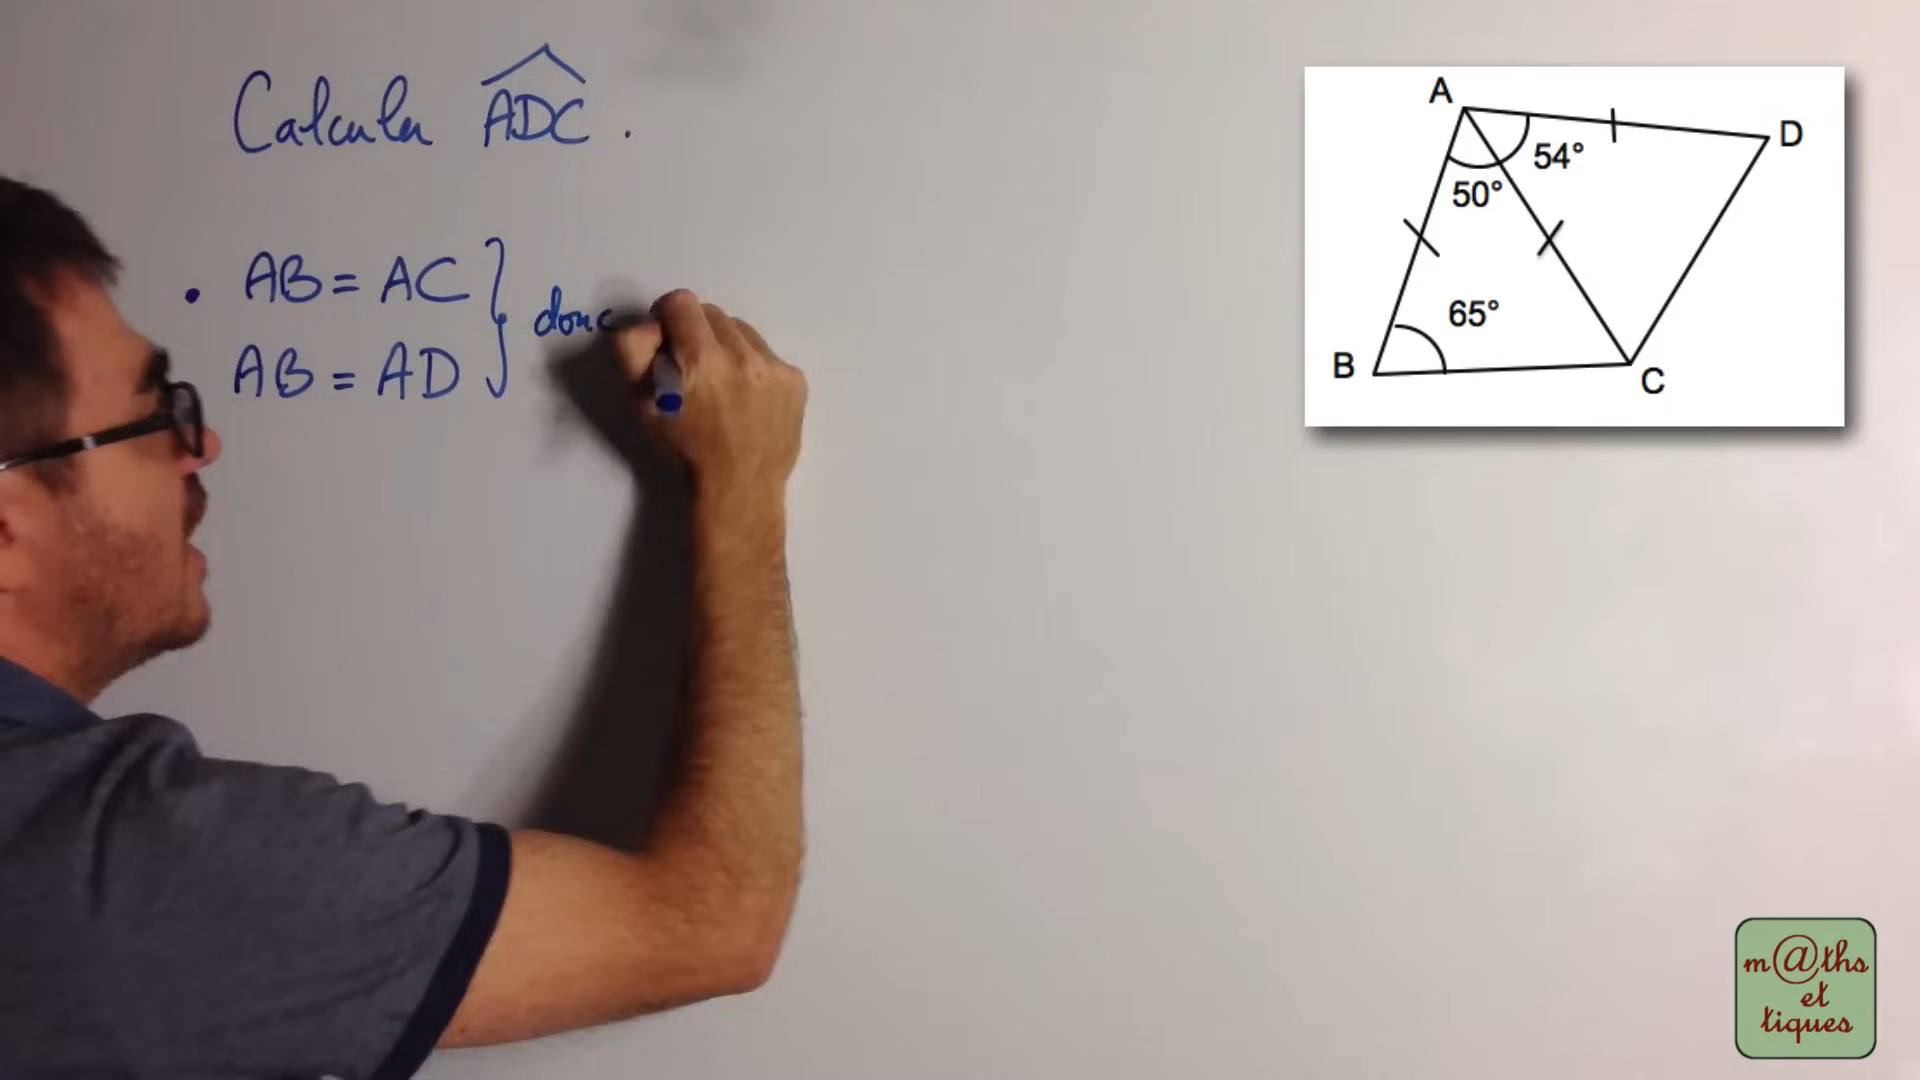 Calculer ADC .
• AB = AC } donc
AB = AD
A
D
54°
50°
65°
B
C
m@ths
et
tiques